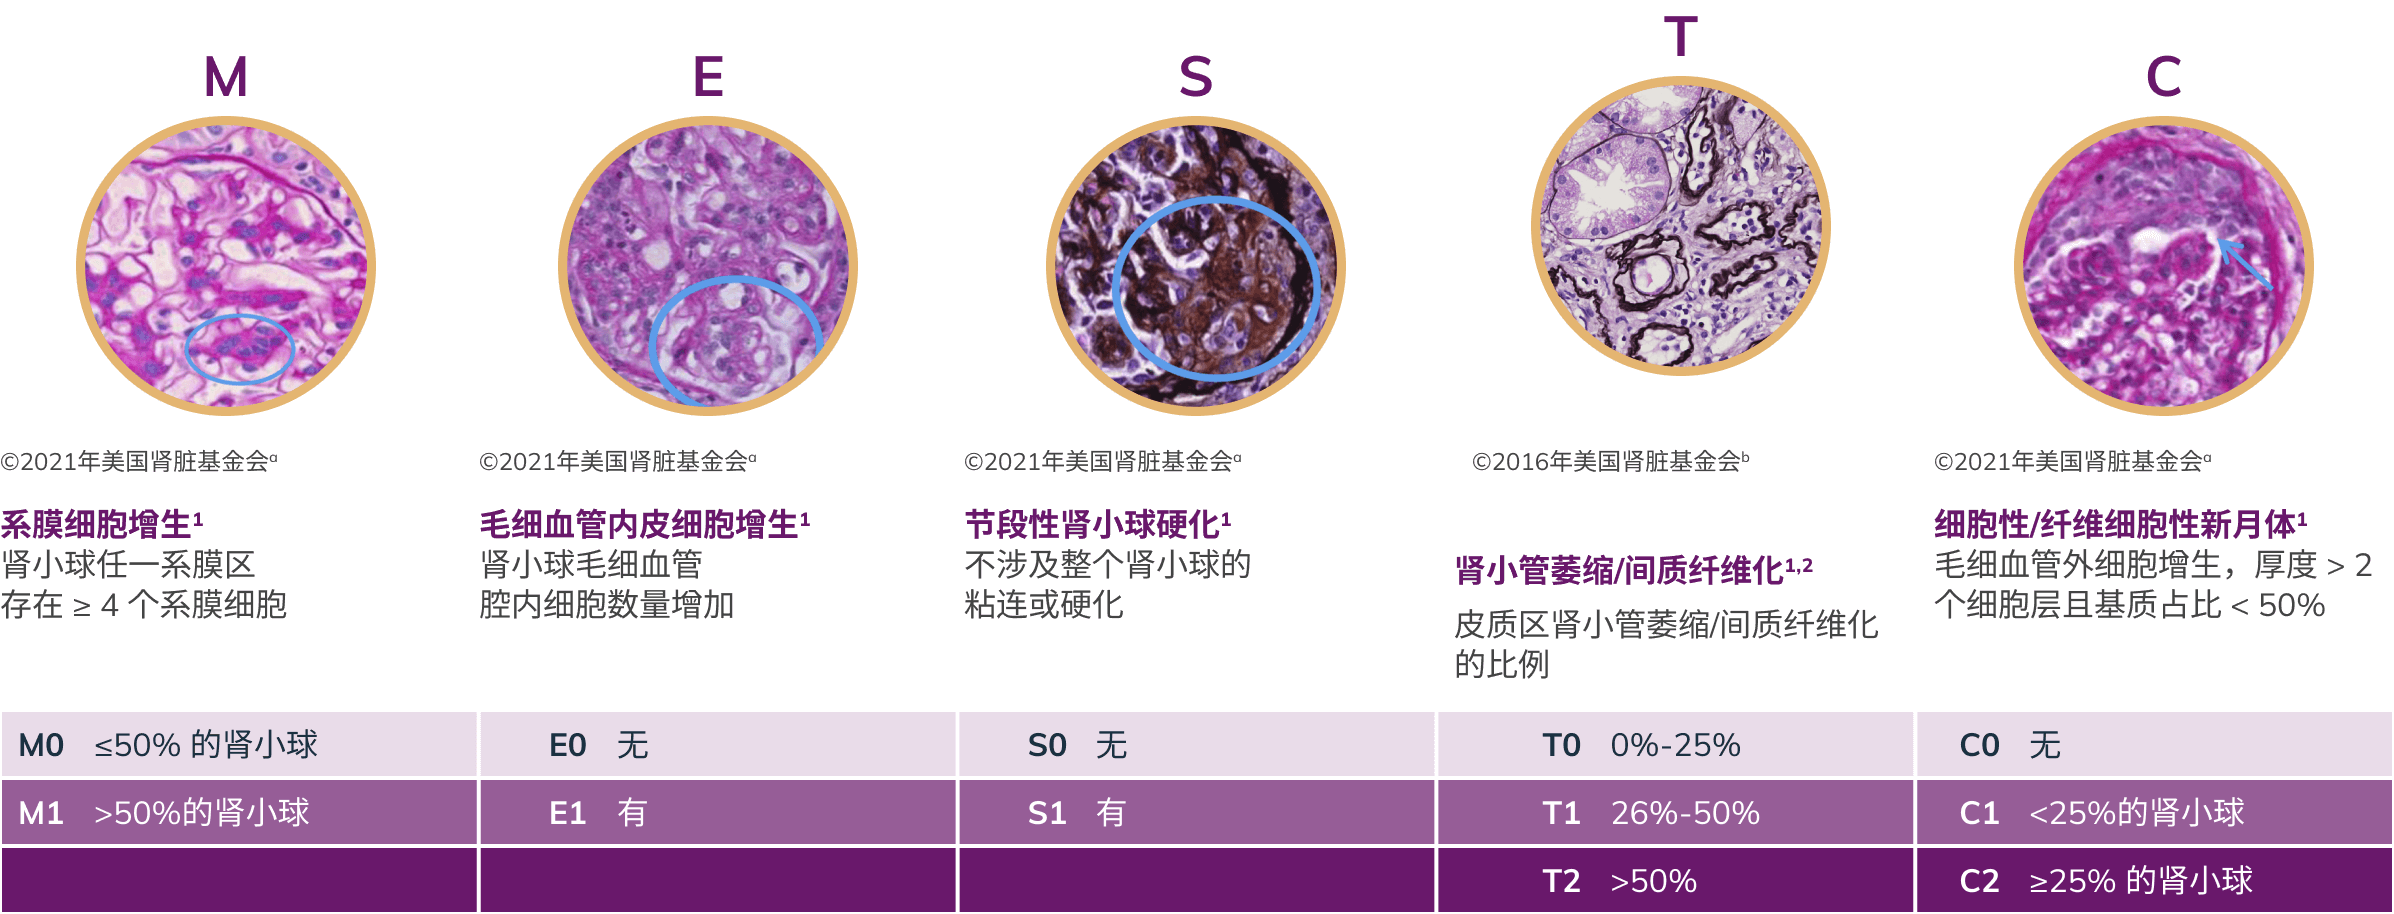 M
E
S
T
C
©2021年美国肾脏基金会ᵅ
©2021年美国肾脏基金会ᵅ
©2021年美国肾脏基金会ᵅ
©2016年美国肾脏基金会ᵇ
©2021年美国肾脏基金会ᵅ
系膜细胞增生¹
肾小球任一系膜区
存在 ≥ 4 个系膜细胞
毛细血管内皮细胞增生¹
肾小球毛细血管
腔内细胞数量增加
节段性肾小球硬化¹
不涉及整个肾小球的
粘连或硬化
肾小管萎缩/间质纤维化¹,²
皮质区肾小管萎缩/间质纤维化
的比例
细胞性/纤维细胞性新月体¹
毛细血管外细胞增生，厚度 > 2
个细胞层且基质占比 < 50%
M0 ≤50% 的肾小球
E0 无
S0 无
T0 0%-25%
C0 无
M1 >50%的肾小球
E1 有
S1 有
T1 26%-50%
C1 <25%的肾小球
T2 >50%
C2 ≥25% 的肾小球